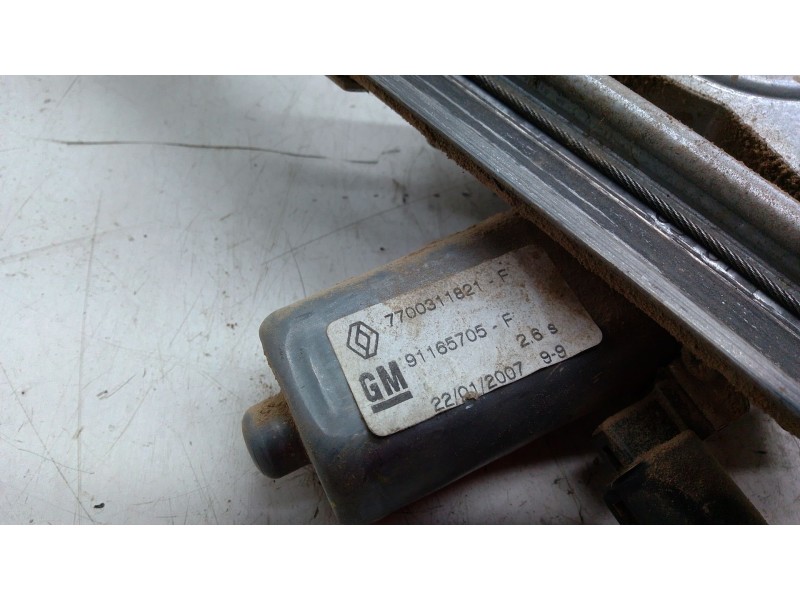 7700311821-F
GM 91165705-F
2.6 s
22/01/2007 9-9